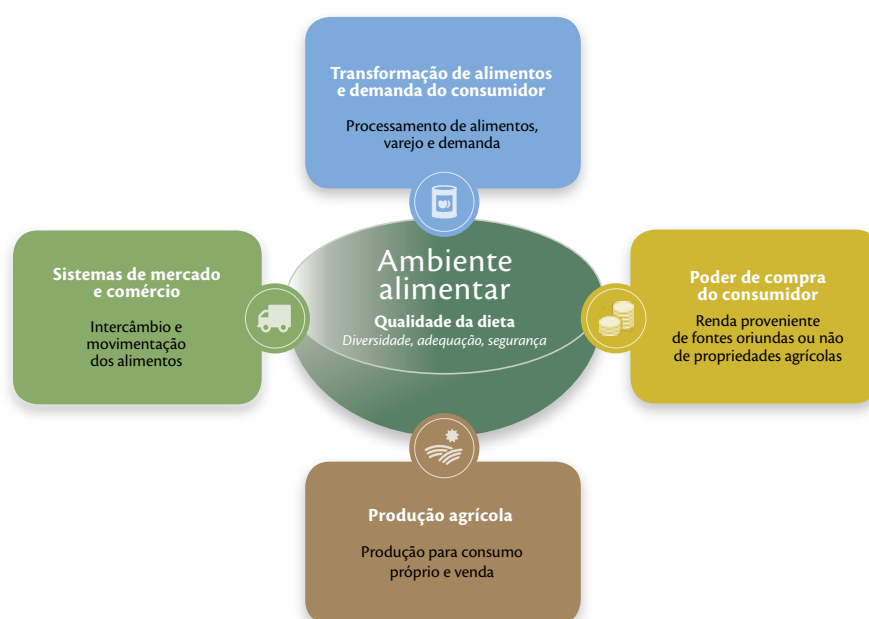 Transformação de alimentos
e demanda do consumidor
Processamento de alimentos,
varejo e demanda
Sistemas de mercado
e comércio
Intercâmbio e
movimentação
dos alimentos
Ambiente
alimentar
Qualidade da dieta
Diversidade, adequação, segurança
Poder de compra
do consumidor
Renda proveniente
de fontes oriundas ou não
de propriedades agrícolas
Produção agrícola
Produção para consumo
próprio e venda